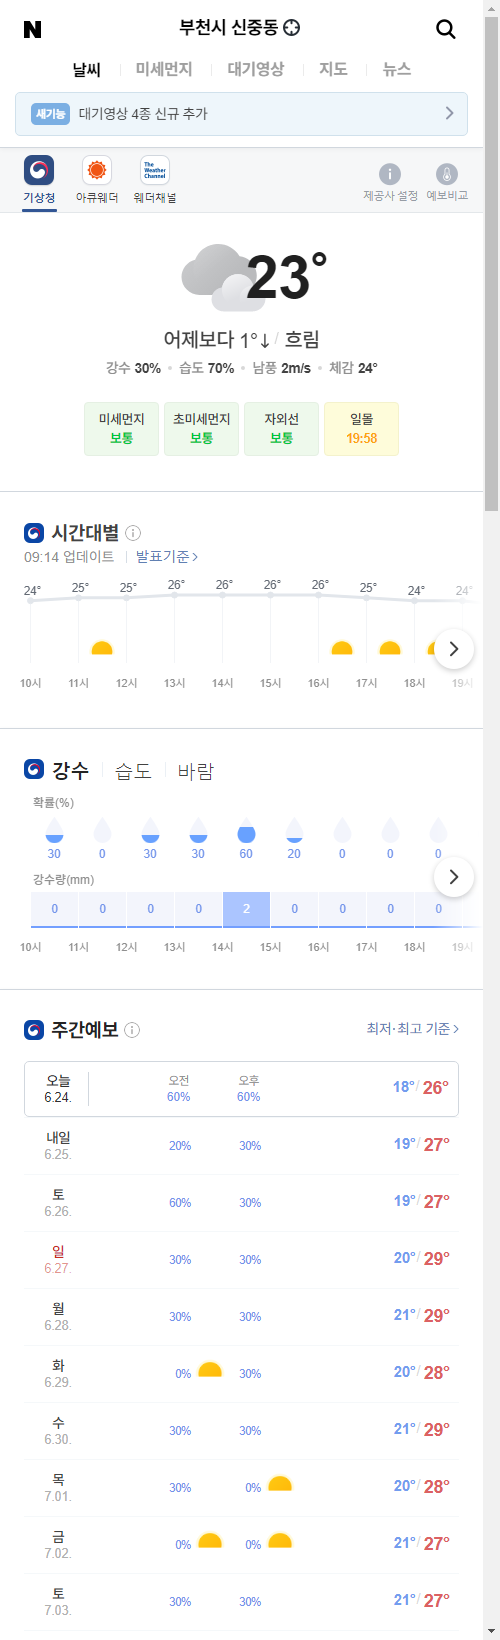 N 부천시 신중동
날씨 미세먼지 대기영상 지도 뉴스
새기능 대기영상 4종 신규 추가
The Weather Channel
기상청 아큐웨더 웨더채널 제공사 설정 예보비교
23°
어제보다 1°↓ / 흐림
강수 30% • 습도 70% • 남풍 2m/s • 체감 24°
미세먼지 초미세먼지 자외선 일몰
보통 보통 보통 19:58
시간대별
09:14 업데이트 발표기준 >
24° 25° 25° 26° 26° 26° 26° 25° 24° 24°
10시 11시 12시 13시 14시 15시 16시 17시 18시 19시
강수 습도 바람
확률(%)
30 0 30 30 60 20 0 0 0
강수량(mm)
0 0 0 0 2 0 0 0 0
10시 11시 12시 13시 14시 15시 16시 17시 18시 19시
주간예보 최저·최고 기준 >
오늘 오전 오후
6.24. 60% 60% 18° / 26°
내일
6.25. 20% 30% 19° / 27°
토
6.26. 60% 30% 19° / 27°
일
6.27. 30% 30% 20° / 29°
월
6.28. 30% 30% 21° / 29°
화
6.29. 0% 30% 20° / 28°
수
6.30. 30% 30% 21° / 29°
목
7.01. 30% 0% 20° / 28°
금
7.02. 0% 0% 21° / 27°
토
7.03. 30% 30% 21° / 27°